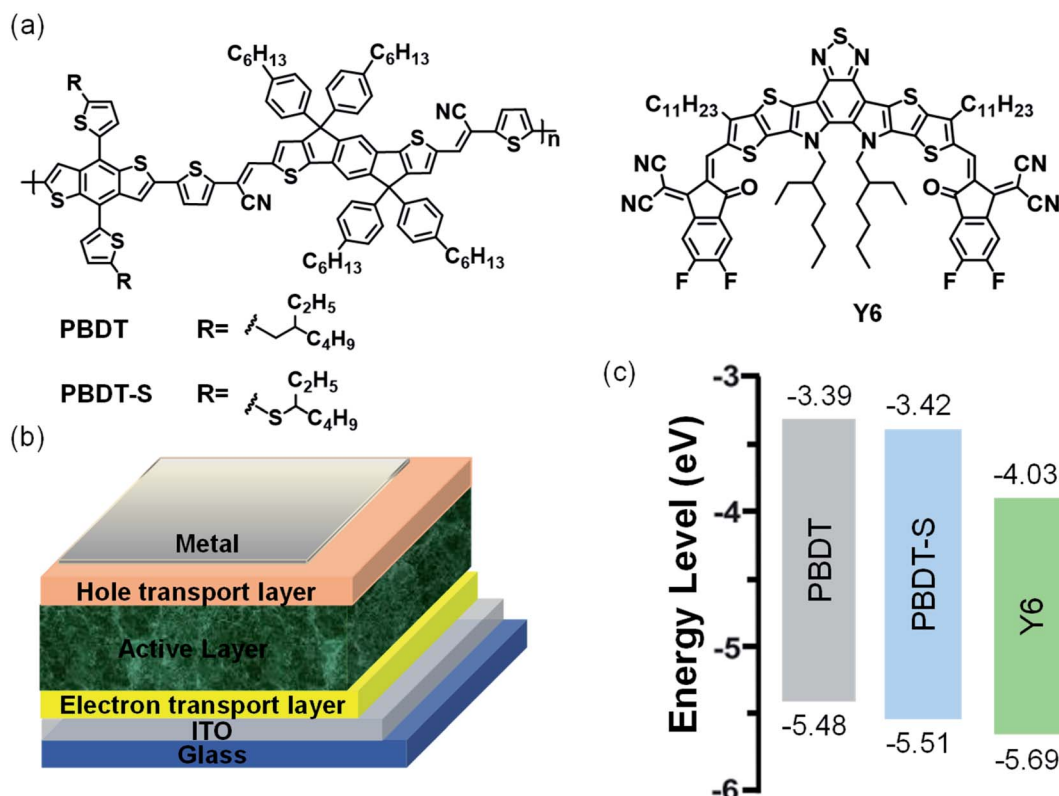 (a)
R
S
S
S
S
S
R
CN
S
C6H13
C6H13
S
C6H13
C6H13
NC
S
n
PBDT R=
C2H5
C4H9
PBDT-S R=
C2H5
S
C4H9
S
N N
C11H23 S S C11H23
S N N S
NC CN
NC O O CN
F F F F
Y6
(b)
Metal
Hole transport layer
Active Layer
Electron transport layer
ITO
Glass
(c)
Energy Level (eV)
-3
-4
-5
-6
-3.39
PBDT
-5.48
-3.42
PBDT-S
-5.51
-4.03
Y6
-5.69